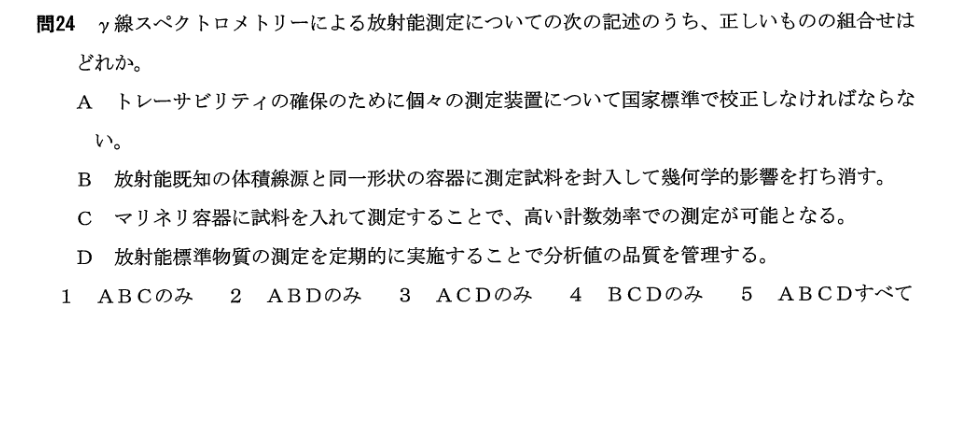 問24　γ線スペクトロメトリーによる放射能測定についての次の記述のうち、正しいものの組合せは
どれか。
A　トレーサビリティの確保のために個々の測定装置について国家標準で校正しなければならな
い。
B　放射能既知の体積線源と同一形状の容器に測定試料を封入して幾何学的影響を打ち消す。
C　マリネリ容器に試料を入れて測定することで、高い計数効率での測定が可能となる。
D　放射能標準物質の測定を定期的に実施することで分析値の品質を管理する。
1　ABCのみ　2　ABDのみ　3　ACDのみ　4　BCDのみ　5　ABCDすべて